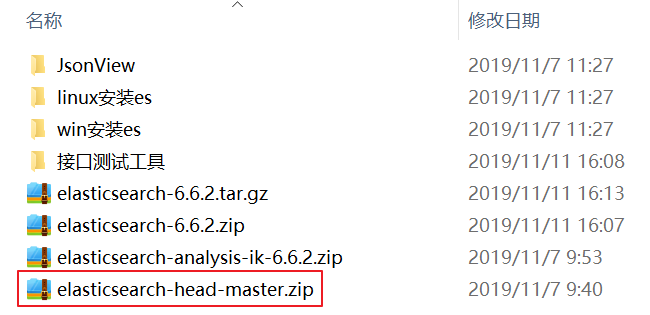 名称 修改日期
JsonView 2019/11/7 11:27
linux安装es 2019/11/7 11:27
win安装es 2019/11/7 11:27
接口测试工具 2019/11/11 16:08
elasticsearch-6.6.2.tar.gz 2019/11/11 16:13
elasticsearch-6.6.2.zip 2019/11/11 16:07
elasticsearch-analysis-ik-6.6.2.zip 2019/11/7 9:53
elasticsearch-head-master.zip 2019/11/7 9:40